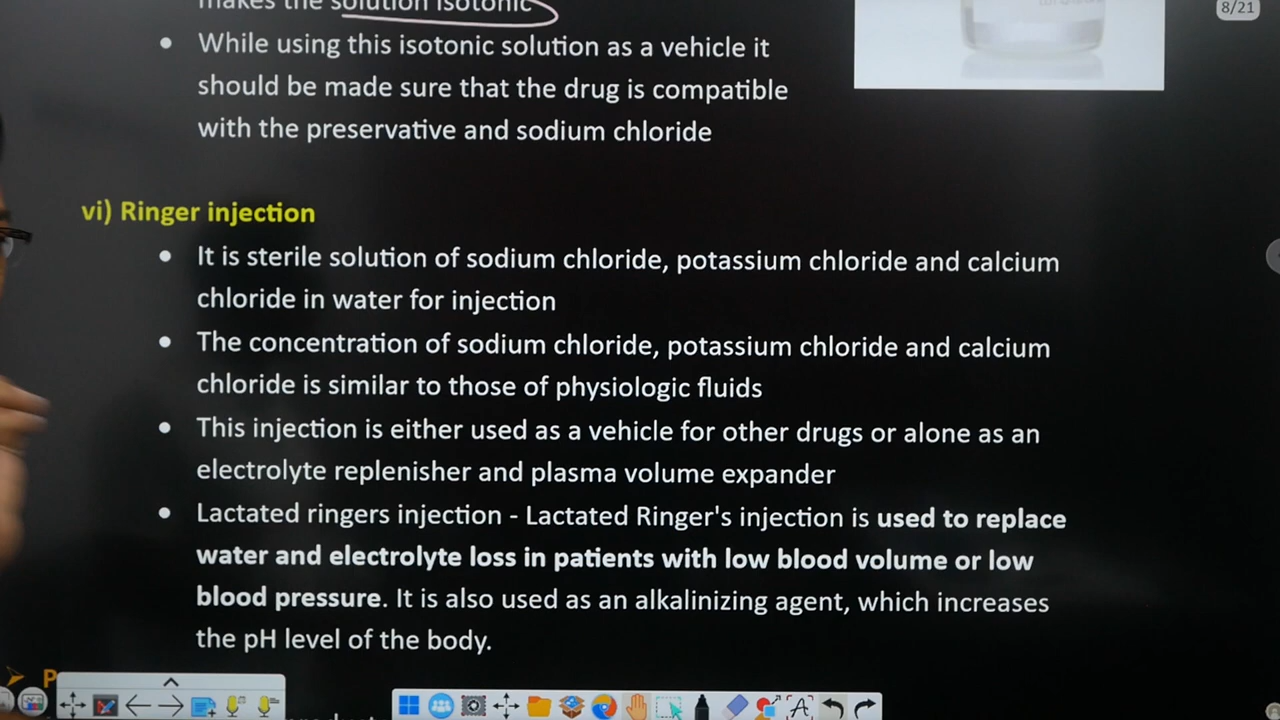 makes the solution isotonic
8/21
• While using this isotonic solution as a vehicle it
should be made sure that the drug is compatible
with the preservative and sodium chloride
vi) Ringer injection
• It is sterile solution of sodium chloride, potassium chloride and calcium
chloride in water for injection
• The concentration of sodium chloride, potassium chloride and calcium
chloride is similar to those of physiologic fluids
• This injection is either used as a vehicle for other drugs or alone as an
electrolyte replenisher and plasma volume expander
• Lactated ringers injection - Lactated Ringer's injection is used to replace
water and electrolyte loss in patients with low blood volume or low
blood pressure. It is also used as an alkalinizing agent, which increases
the pH level of the body.